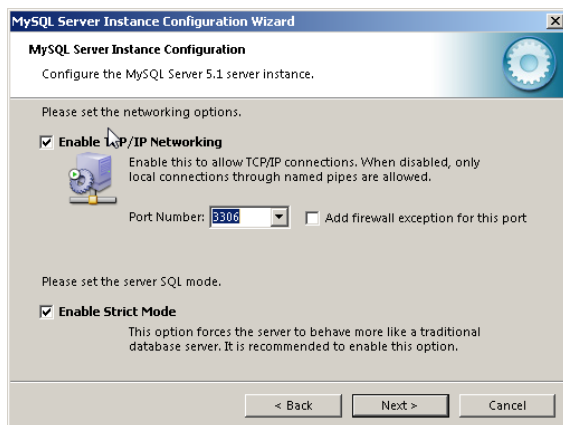 MySQL Server Instance Configuration Wizard
MySQL Server Instance Configuration
Configure the MySQL Server 5.1 server instance.
Please set the networking options.
Enable TCP/IP Networking
Enable this to allow TCP/IP connections. When disabled, only
local connections through named pipes are allowed.
Port Number: 3306 Add firewall exception for this port
Please set the server SQL mode.
Enable Strict Mode
This option forces the server to behave more like a traditional
database server. It is recommended to enable this option.
< Back Next > Cancel